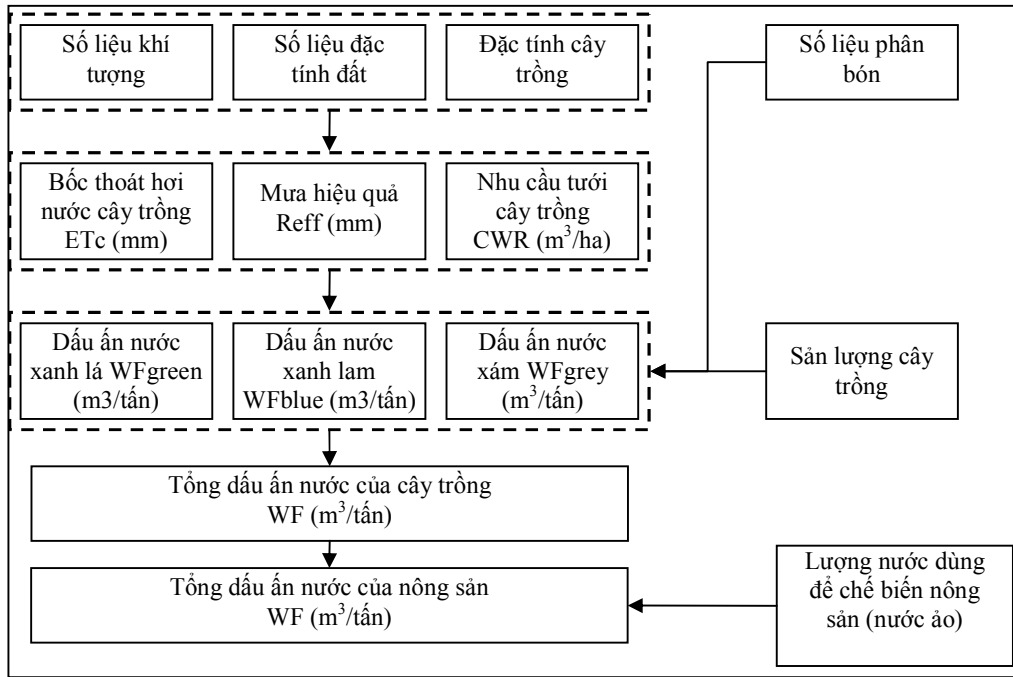 Số liệu khí
tượng
Số liệu đặc
tính đất
Đặc tính cây
trồng
Số liệu phân
bón
Bốc thoát hơi
nước cây trồng
ETc (mm)
Mưa hiệu quả
Reff (mm)
Nhu cầu tưới
cây trồng
CWR (m³/ha)
Dấu ấn nước
xanh lá WFgreen
(m3/tấn)
Dấu ấn nước
xanh lam
WFblue (m3/tấn)
Dấu ấn nước
xám WFgrey
(m³/tấn)
Sản lượng cây
trồng
Tổng dấu ấn nước của cây trồng
WF (m³/tấn)
Tổng dấu ấn nước của nông sản
WF (m³/tấn)
Lượng nước dùng
để chế biến nông
sản (nước ảo)